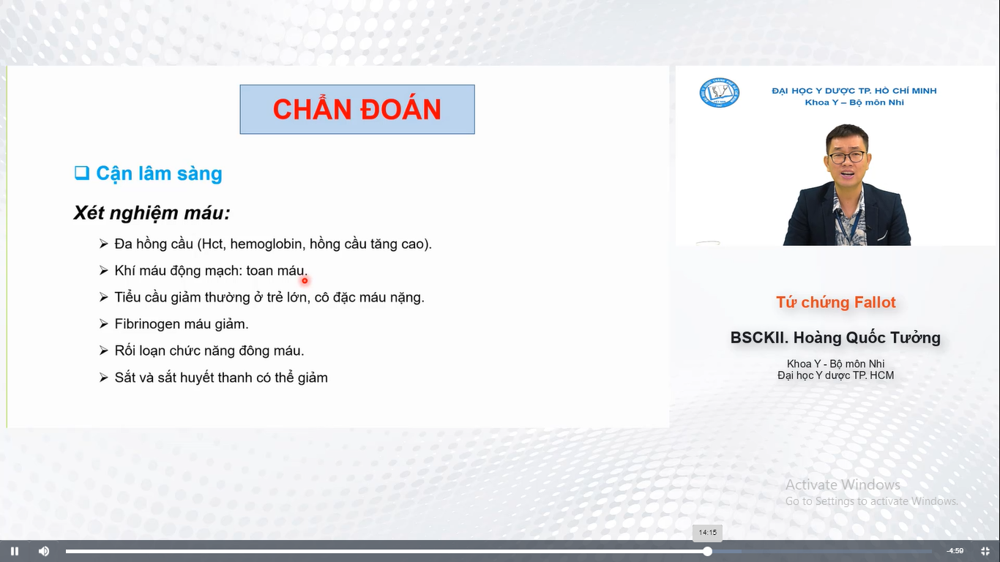 CHẨN ĐOÁN
Cận lâm sàng
Xét nghiệm máu:
Đa hồng cầu (Hct, hemoglobin, hồng cầu tăng cao).
Khí máu động mạch: toan máu.
Tiểu cầu giảm thường ở trẻ lớn, cô đặc máu nặng.
Fibrinogen máu giảm.
Rối loạn chức năng đông máu.
Sắt và sắt huyết thanh có thể giảm
ĐẠI HỌC Y DƯỢC TP. HỒ CHÍ MINH
Khoa Y – Bộ môn Nhi
Tứ chứng Fallot
BSCKII. Hoàng Quốc Tưởng
Khoa Y - Bộ môn Nhi
Đại học Y dược TP. HCM
Activate Windows
Go to Settings to activate Windows.
14:15
-4:59